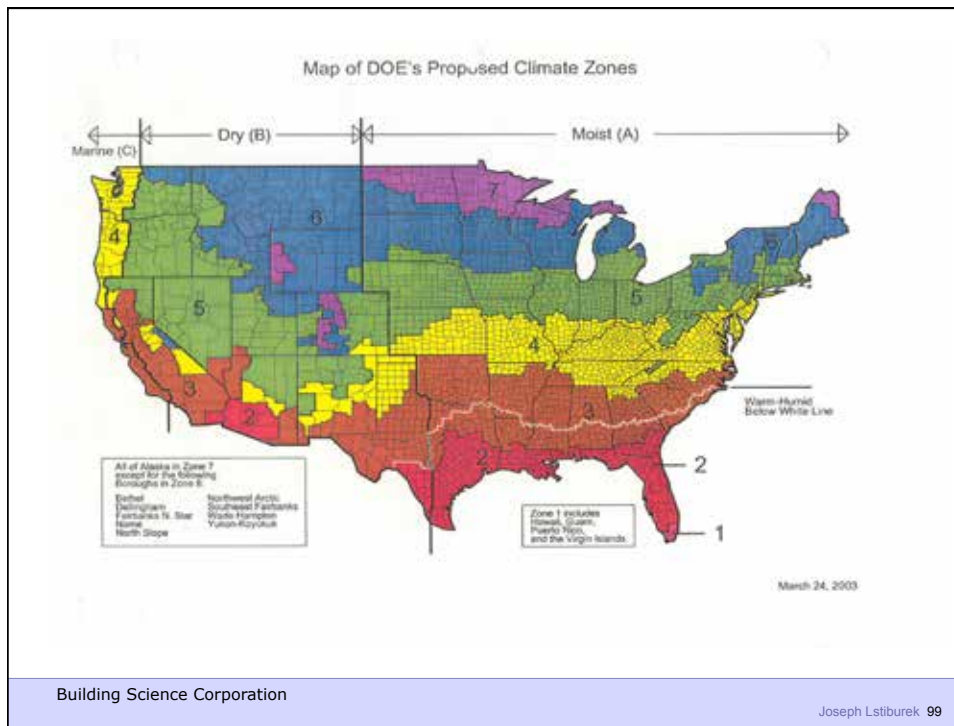 Map of DOE's Proposed Climate Zones
Marine (C)
Dry (B)
Moist (A)
7
6
6
4
5
5
4
3
3
2
2
Warm-Humid
Below White Line
2
1
All of Alaska in Zone 7
except for the following
Boroughs in Zone 8:
Bethel Northwest Arctic
Dellingham Southeast Fairbanks
Fairbanks N. Star Wade Hampton
Nome Yukon-Koyukuk
North Slope
Zone 1 includes
Hawaii, Guam,
Puerto Rico,
and the Virgin Islands
March 24, 2003
Building Science Corporation
Joseph Lstiburek 99